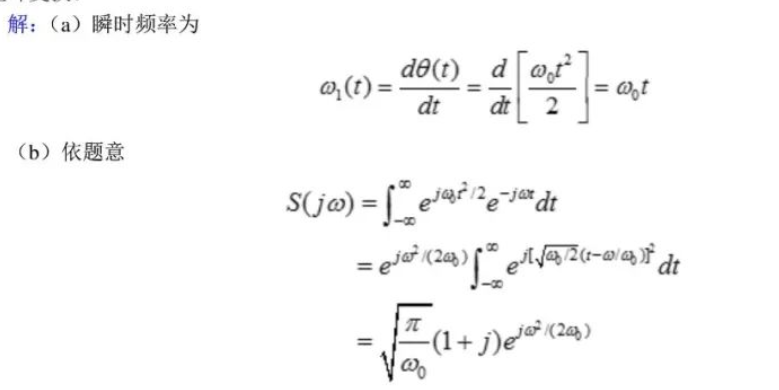 解:（a）瞬时频率为
ω₁(t) = dθ(t)/dt = d/dt [ω₀t²/2] = ω₀t
（b）依题意
S(jω) = ∫_{-∞}^{∞} e^{jω₀t²/2} e^{-jωt} dt
= e^{jω²/(2ω₀)} ∫_{-∞}^{∞} e^{j[√(ω₀/2)(t-ω/ω₀)]²} dt
= √(π/ω₀) (1 + j)e^{jω²/(2ω₀)}